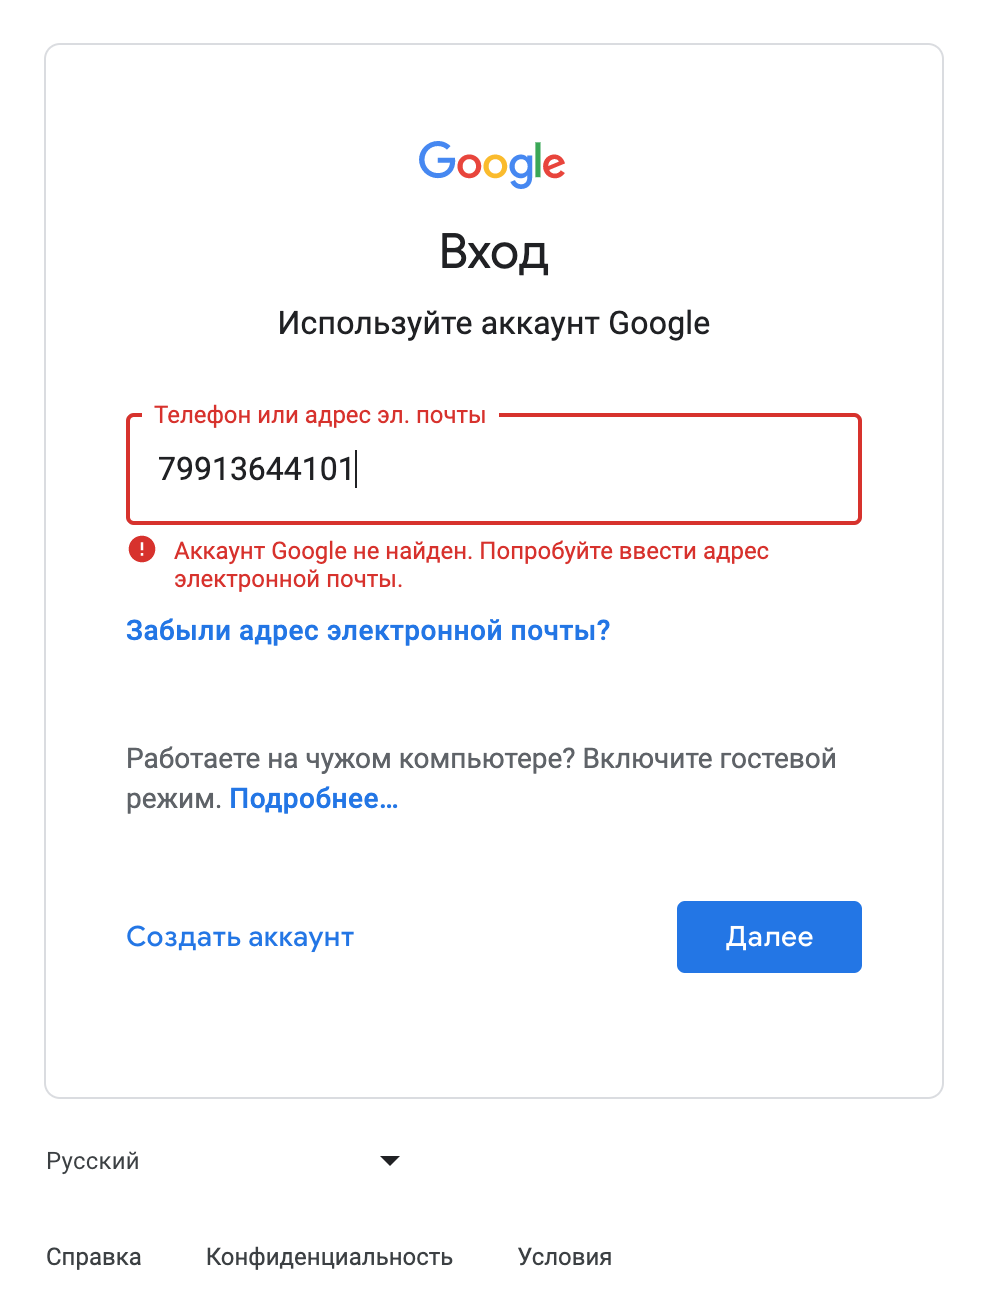 Google
Вход
Используйте аккаунт Google
Телефон или адрес эл. почты
79913644101
Аккаунт Google не найден. Попробуйте ввести адрес
электронной почты.
Забыли адрес электронной почты?
Работаете на чужом компьютере? Включите гостевой
режим. Подробнее…
Создать аккаунт
Далее
Русский
Справка Конфиденциальность Условия